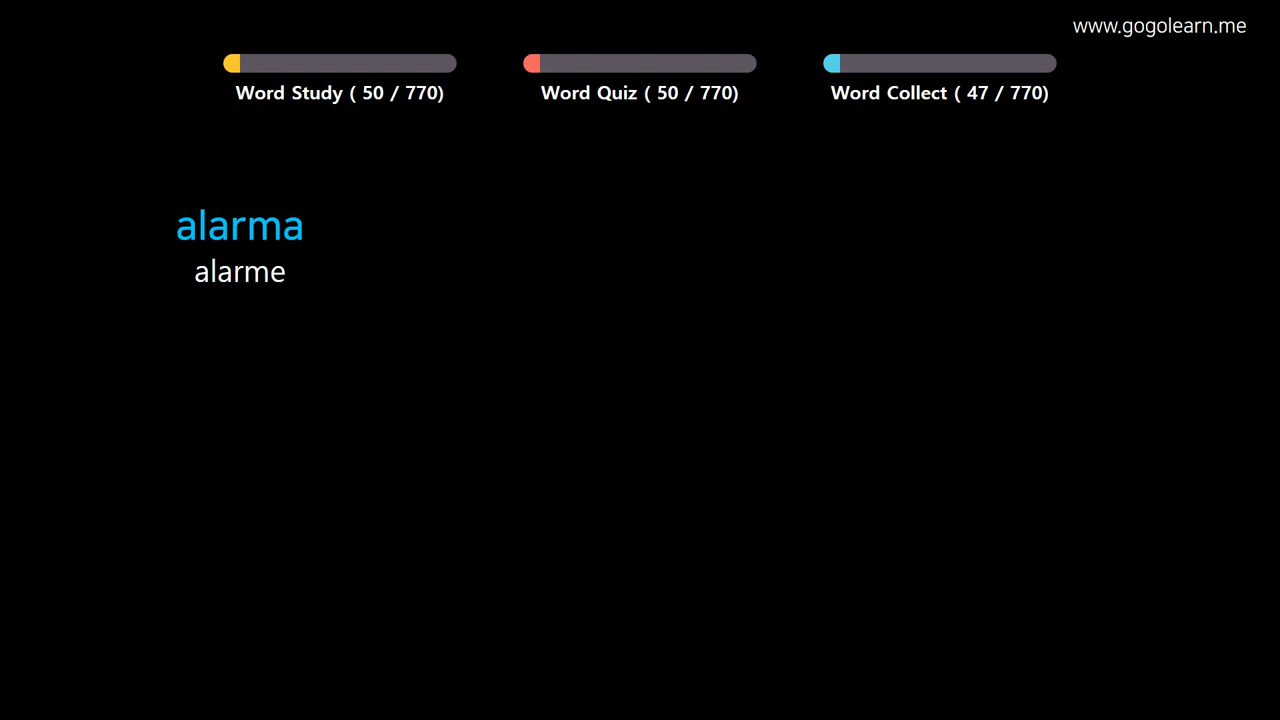 www.gogolearn.me
Word Study ( 50 / 770)
Word Quiz ( 50 / 770)
Word Collect ( 47 / 770)
alarma
alarme